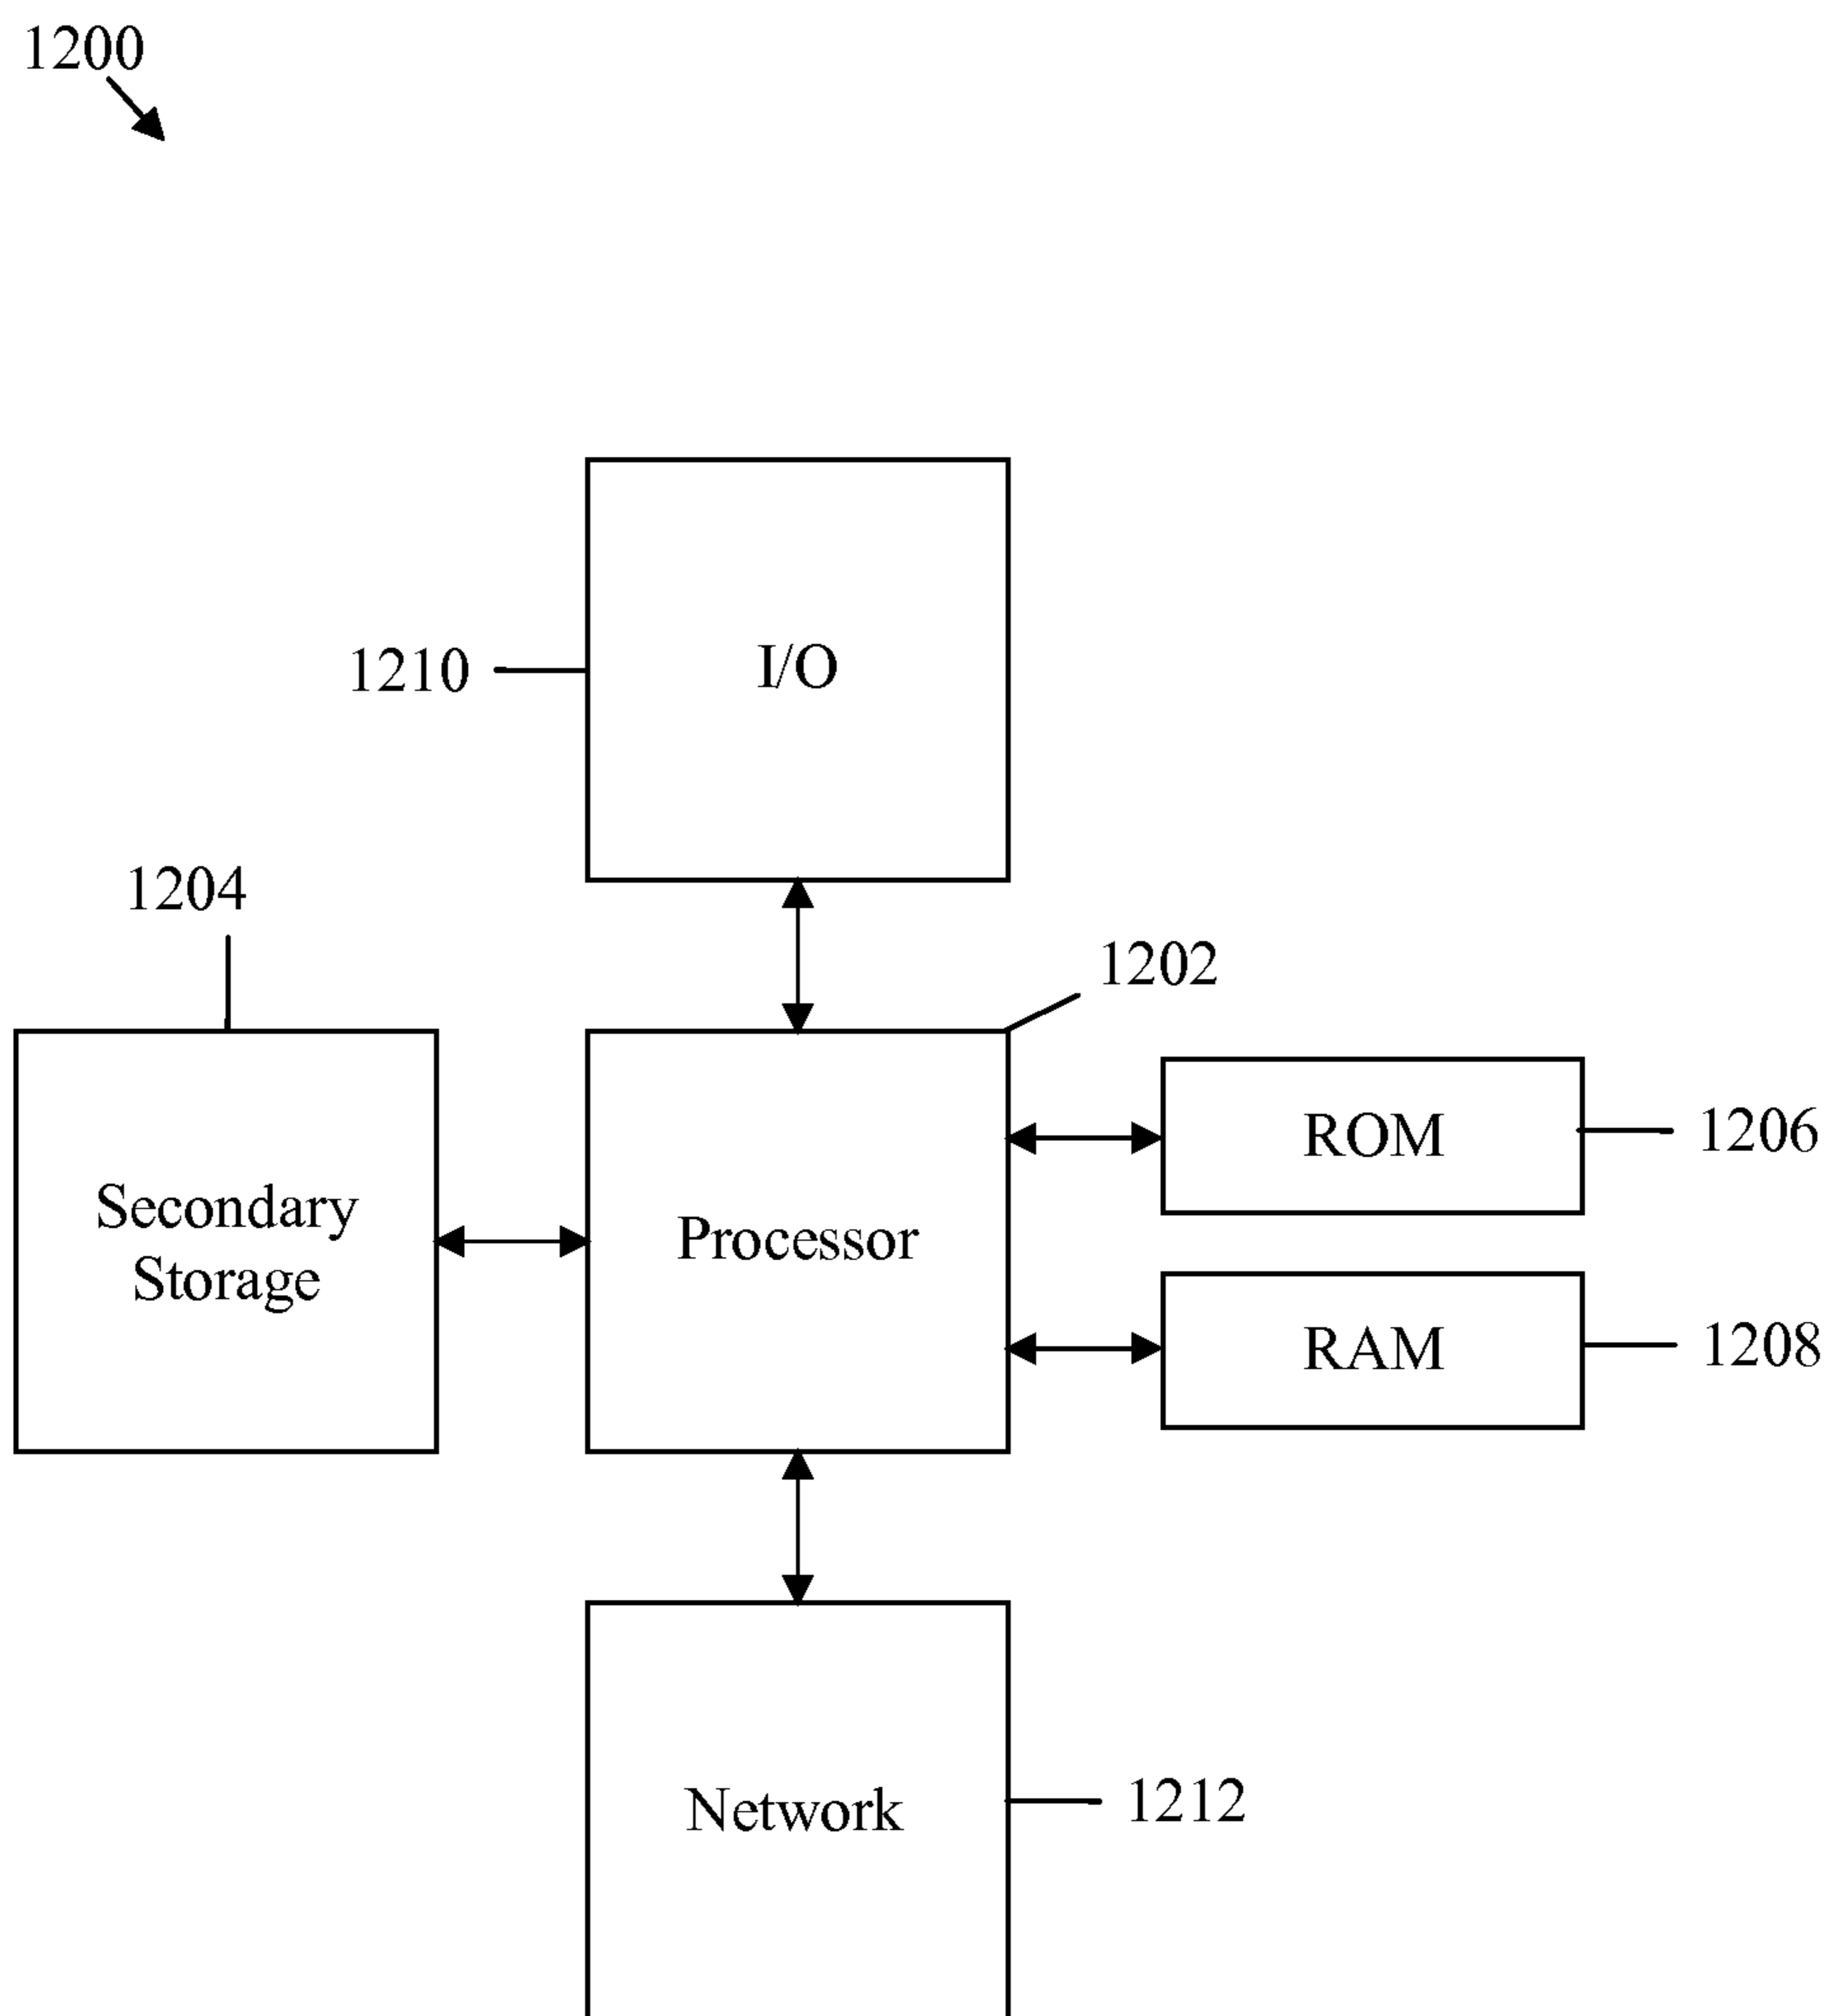 1200
I/O
1210
1204
1202
ROM
1206
Secondary
Storage
Processor
RAM
1208
Network
1212